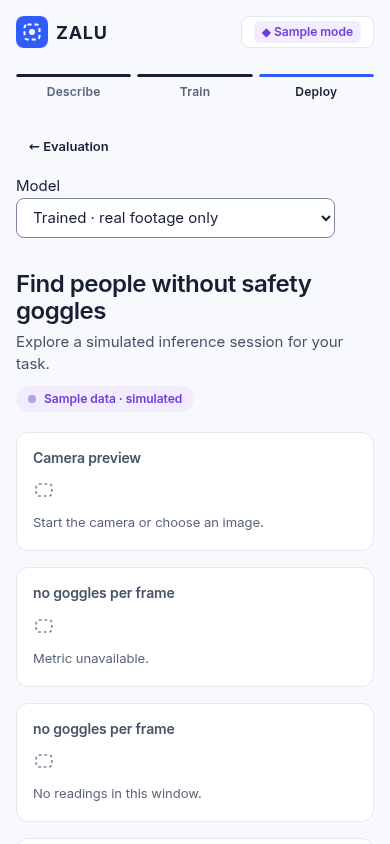 ZALU
Sample mode
Describe
Train
Deploy
← Evaluation
Model
Trained · real footage only
Find people without safety
goggles
Explore a simulated inference session for your
task.
Sample data · simulated
Camera preview
Start the camera or choose an image.
no goggles per frame
Metric unavailable.
no goggles per frame
No readings in this window.